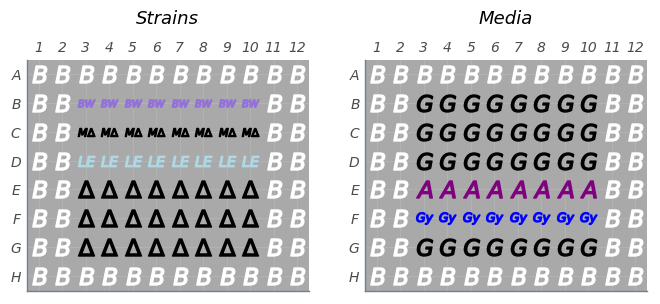 Strains Media
1 2 3 4 5 6 7 8 9 10 11 12 1 2 3 4 5 6 7 8 9 10 11 12
A B B B B B B B B B B B B A B B B B B B B B B B B B
B B B BW BW BW BW BW BW BW BW B B B B B G G G G G G G G B B
C B B MΔ MΔ MΔ MΔ MΔ MΔ MΔ MΔ B B C B B G G G G G G G G B B
D B B LE LE LE LE LE LE LE LE B B D B B G G G G G G G G B B
E B B Δ Δ Δ Δ Δ Δ Δ Δ B B E B B A A A A A A A A B B
F B B Δ Δ Δ Δ Δ Δ Δ Δ B B F B B Gy Gy Gy Gy Gy Gy Gy Gy B B
G B B Δ Δ Δ Δ Δ Δ Δ Δ B B G B B G G G G G G G G B B
H B B B B B B B B B B B B H B B B B B B B B B B B B